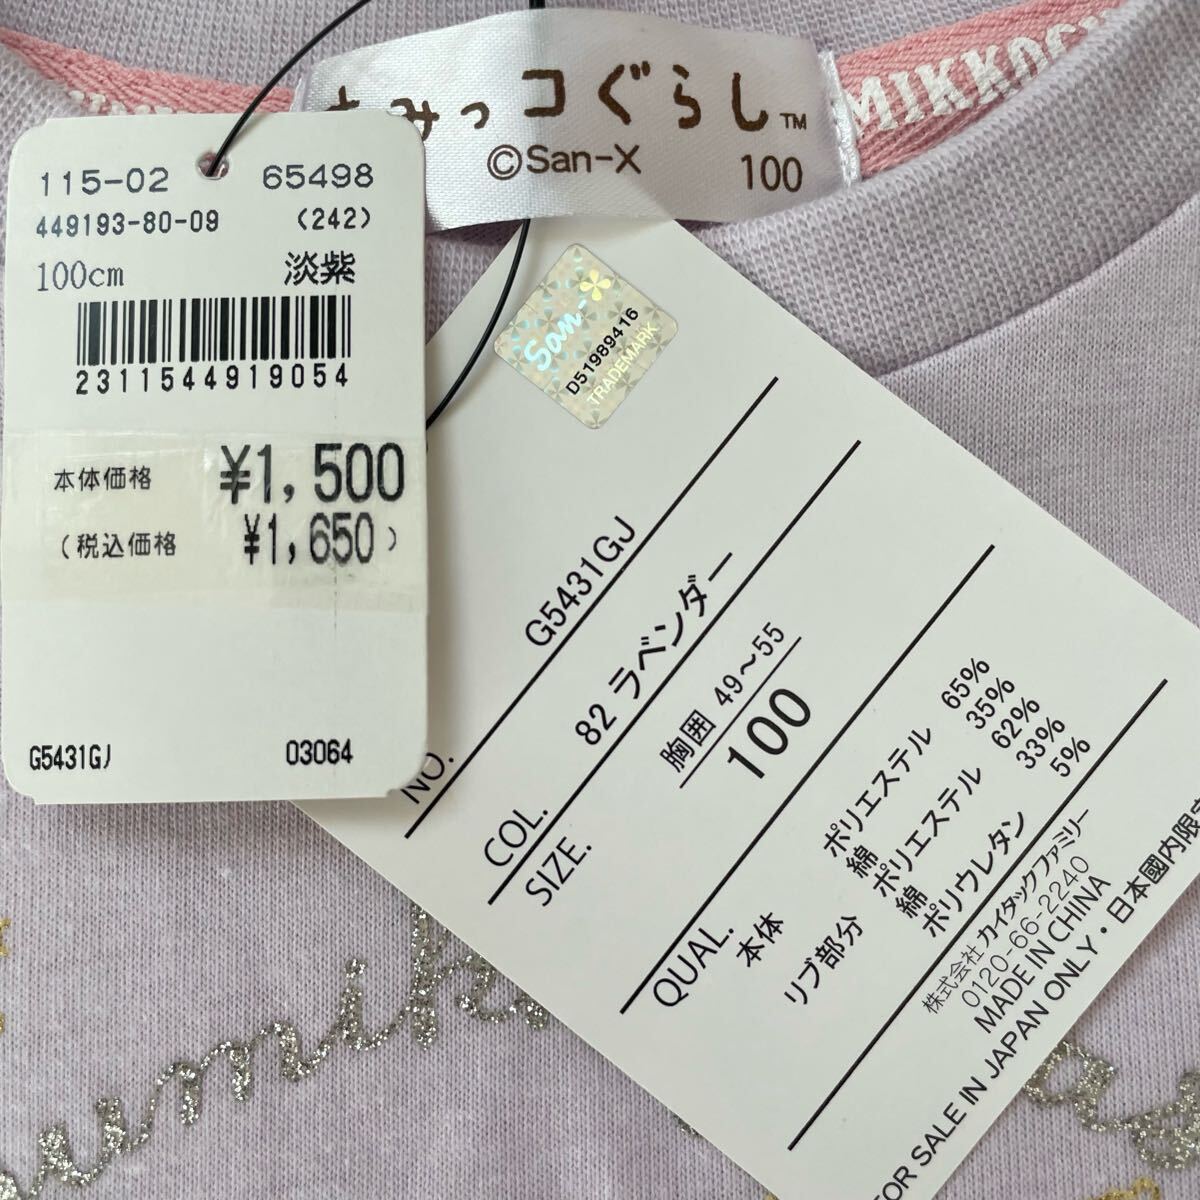 みっコぐらし™
©San-X 100
MIKKOGU
115-02 65498
449193-80-09 (242)
100cm 淡紫
2311544919054
本体価格 ¥1,500
(税込価格 ¥1,650)
G5431GJ 03064
San-X
D51989416
TRADEMARK
NO. G5431GJ
COL. 82 ラベンダー
SIZE. 胸囲 49〜55
100
QUAL.
本体 ポリエステル 65%
綿 35%
リブ部分 ポリエステル 62%
綿 33%
ポリウレタン 5%
株式会社カイタックファミリー
0120-66-2240
MADE IN CHINA
FOR SALE IN JAPAN ONLY・日本國内限定
umik